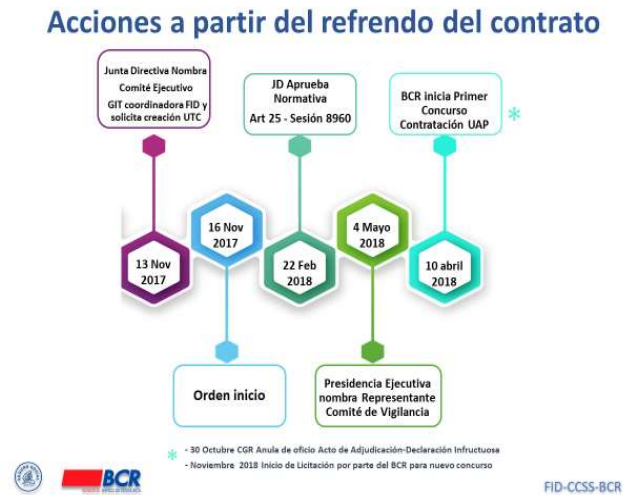 Acciones a partir del refrendo del contrato
Junta Directiva Nombra
Comité Ejecutivo
GIT coordinadora FID y
solicita creación UTC
JD Aprueba
Normativa
Art 25 - Sesión 8960
BCR inicia Primer
Concurso
Contratación UAP
*
13 Nov
2017
16 Nov
2017
22 Feb
2018
4 Mayo
2018
10 abril
2018
Orden inicio
Presidencia Ejecutiva
nombra Representante
Comité de Vigilancia
* - 30 Octubre CGR Anula de oficio Acto de Adjudicación-Declaración Infructuosa
- Noviembre 2018 Inicio de Licitación por parte del BCR para nuevo concurso
BCR
FID-CCSS-BCR